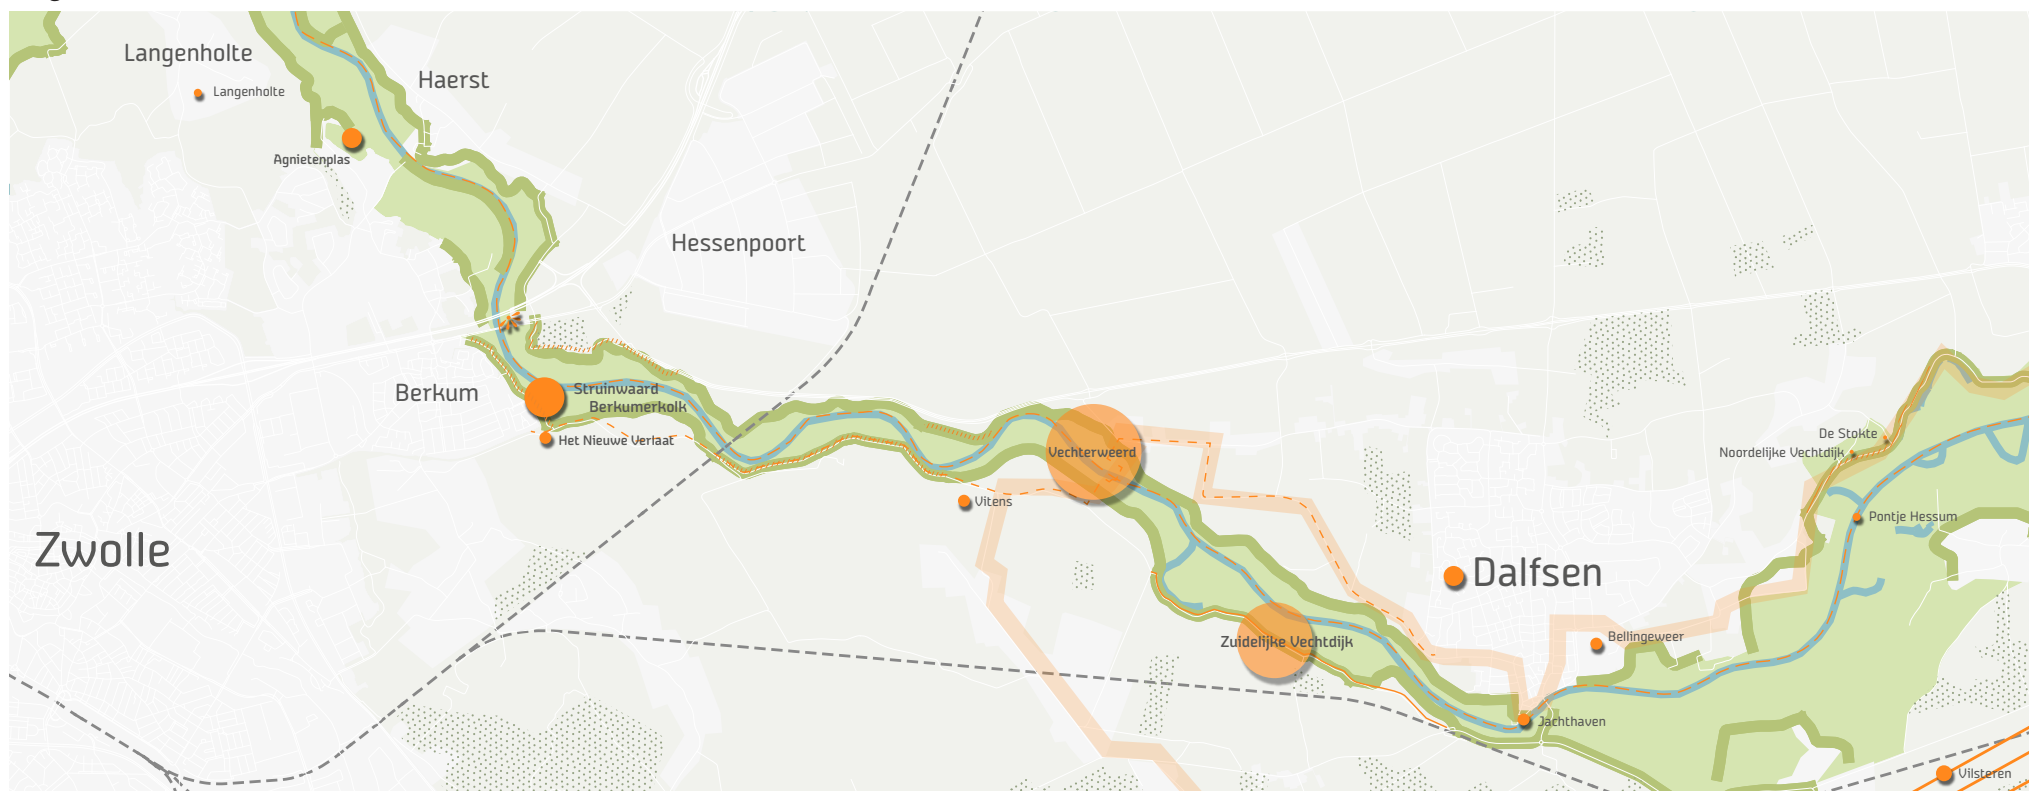 Langenholte
Haerst
Langenholte
Agnietenplas
Hessenpoort
Berkum
Struinwaard
Berkumerkolk
Het Nieuwe Verlaat
Vechterweerd
De Stokte
Noordelijke Vechtdijk
Vitens
Pontje Hessum
Zwolle
Dalfsen
Bellingeweer
Zuidelijke Vechtdijk
Jachthaven
Vilsteren